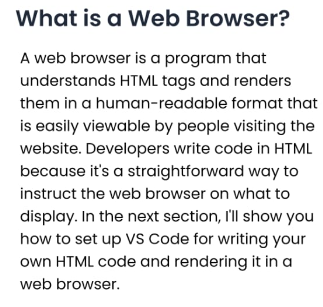 What is a Web Browser?
A web browser is a program that
understands HTML tags and renders
them in a human-readable format that
is easily viewable by people visiting the
website. Developers write code in HTML
because it's a straightforward way to
instruct the web browser on what to
display. In the next section, I'll show you
how to set up VS Code for writing your
own HTML code and rendering it in a
web browser.